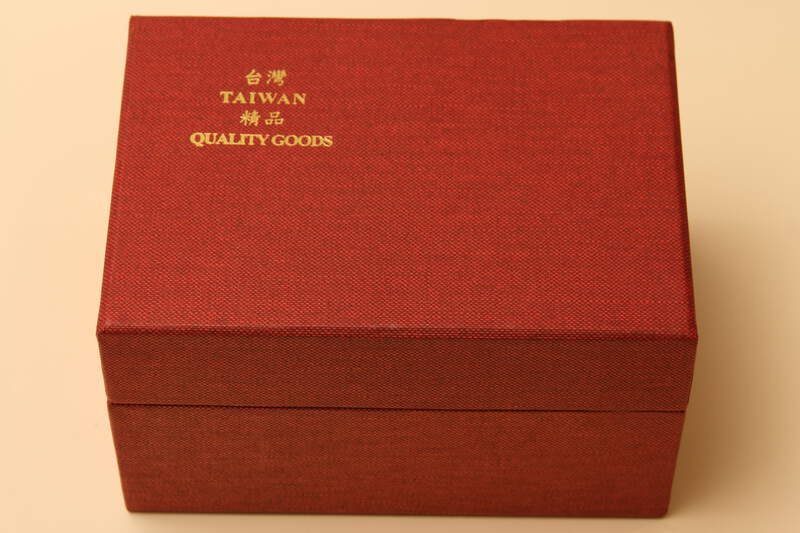 台灣
TAIWAN
精品
QUALITY GOODS